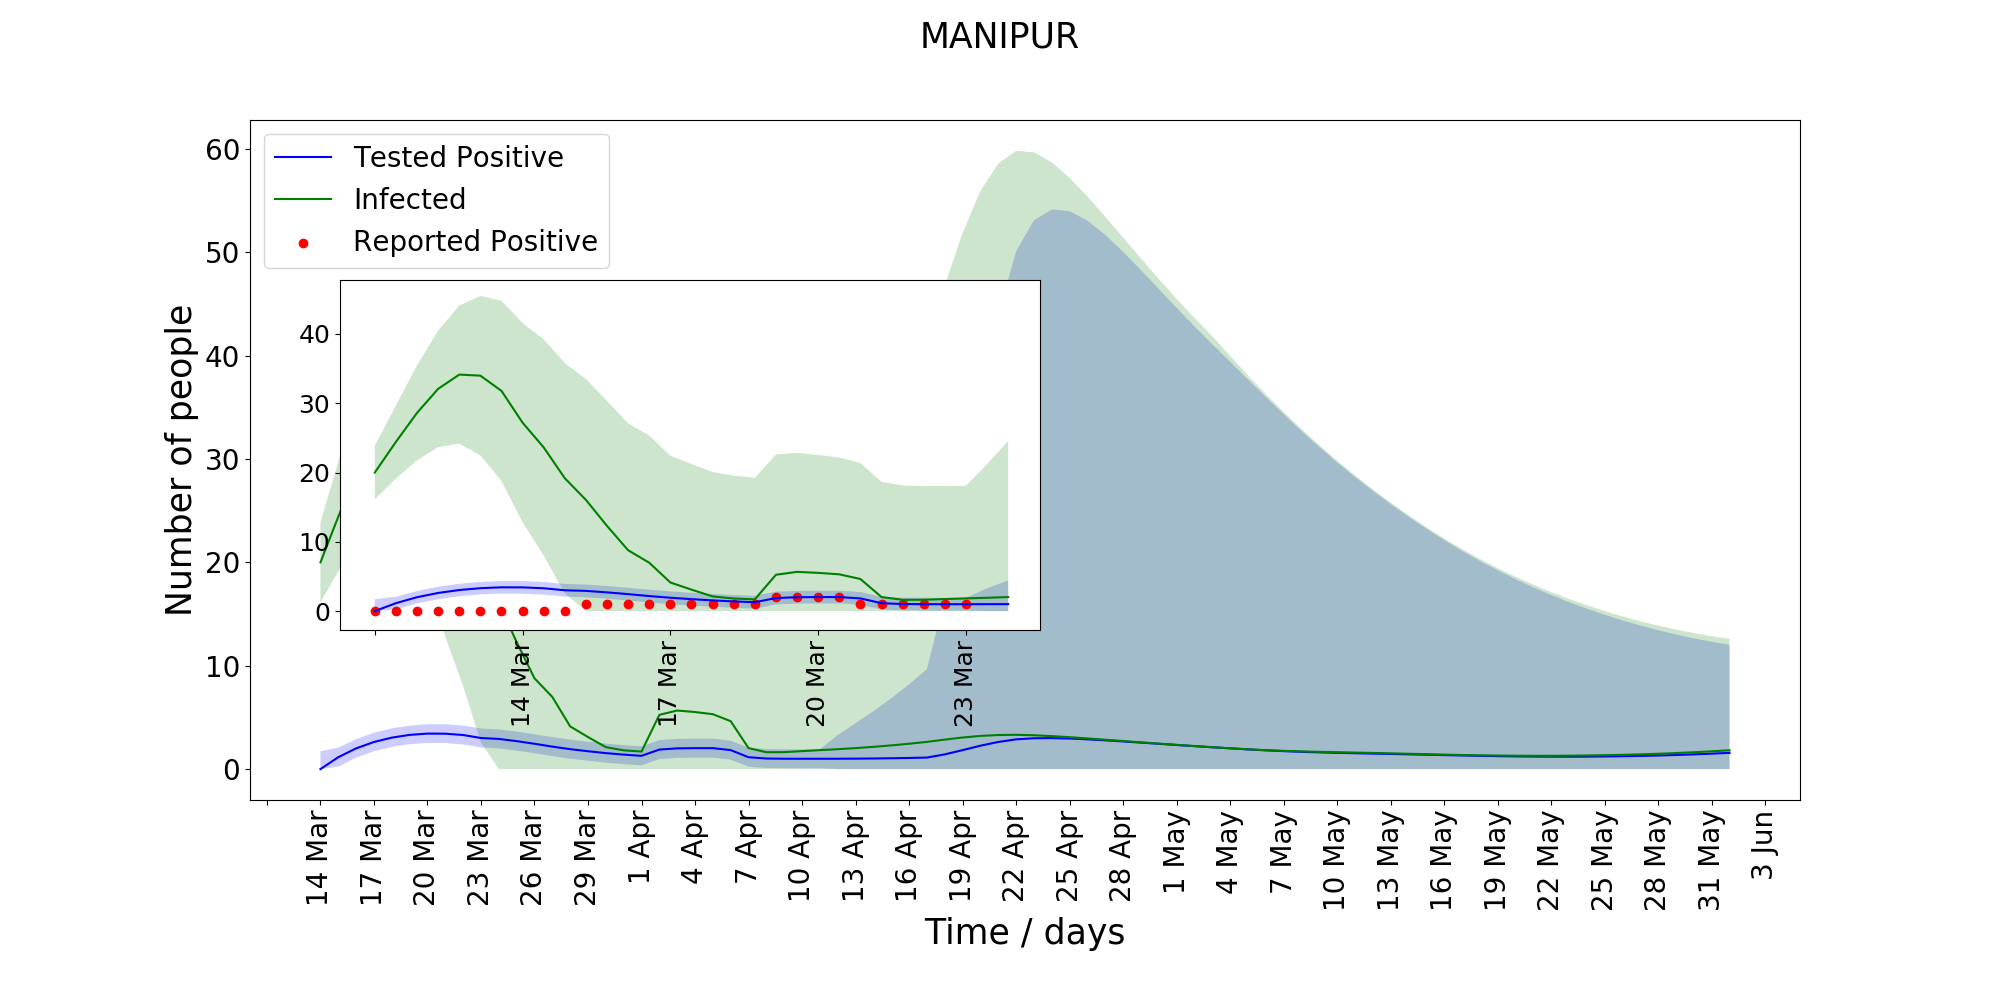 MANIPUR
Tested Positive
Infected
Reported Positive
Number of people
60
50
40
30
20
10
0
40
30
20
10
0
14 Mar
17 Mar
20 Mar
23 Mar
14 Mar
17 Mar
20 Mar
23 Mar
26 Mar
29 Mar
1 Apr
4 Apr
7 Apr
10 Apr
13 Apr
16 Apr
19 Apr
22 Apr
25 Apr
28 Apr
1 May
4 May
7 May
10 May
13 May
16 May
19 May
22 May
25 May
28 May
31 May
3 Jun
Time / days